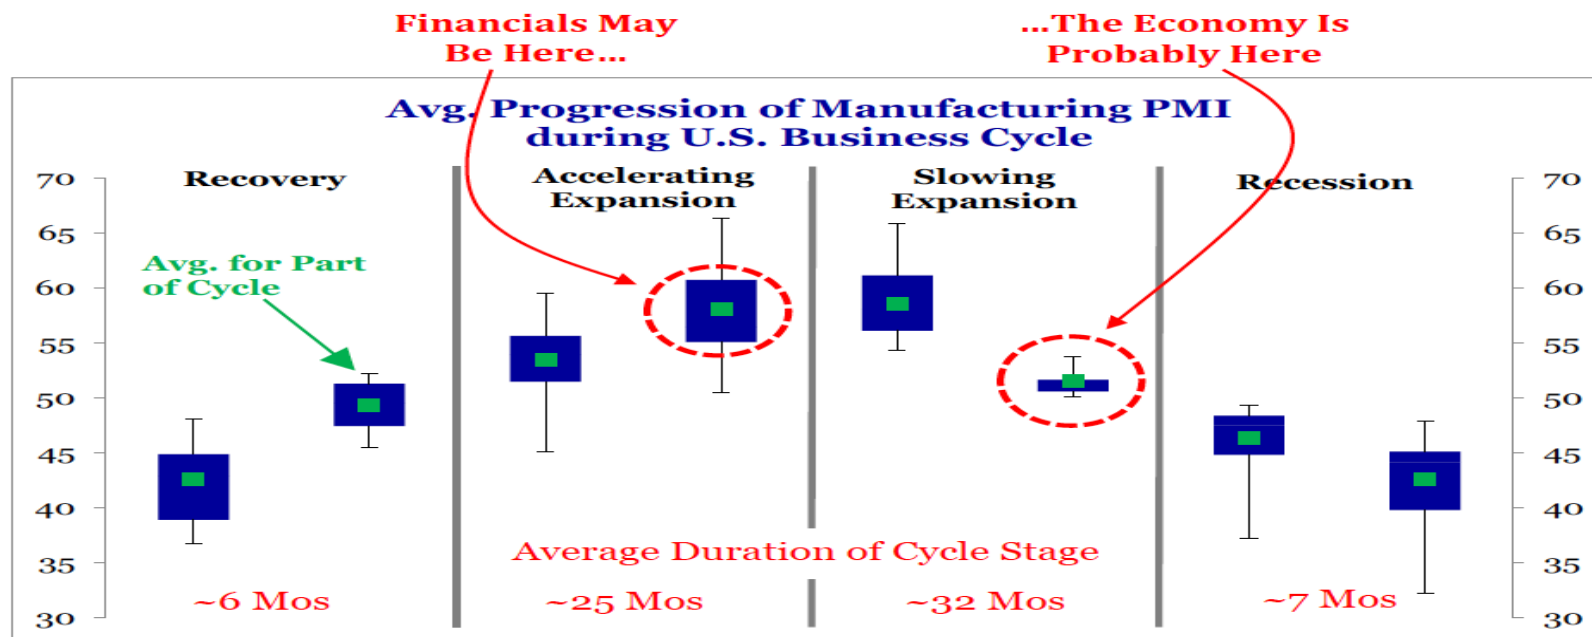 Financials May
Be Here...
...The Economy Is
Probably Here
Avg. Progression of Manufacturing PMI
during U.S. Business Cycle
Recovery
Accelerating
Expansion
Slowing
Expansion
Recession
Avg. for Part
of Cycle
70
65
60
55
50
45
40
35
30
70
65
60
55
50
45
40
35
30
Average Duration of Cycle Stage
~6 Mos
~25 Mos
~32 Mos
~7 Mos